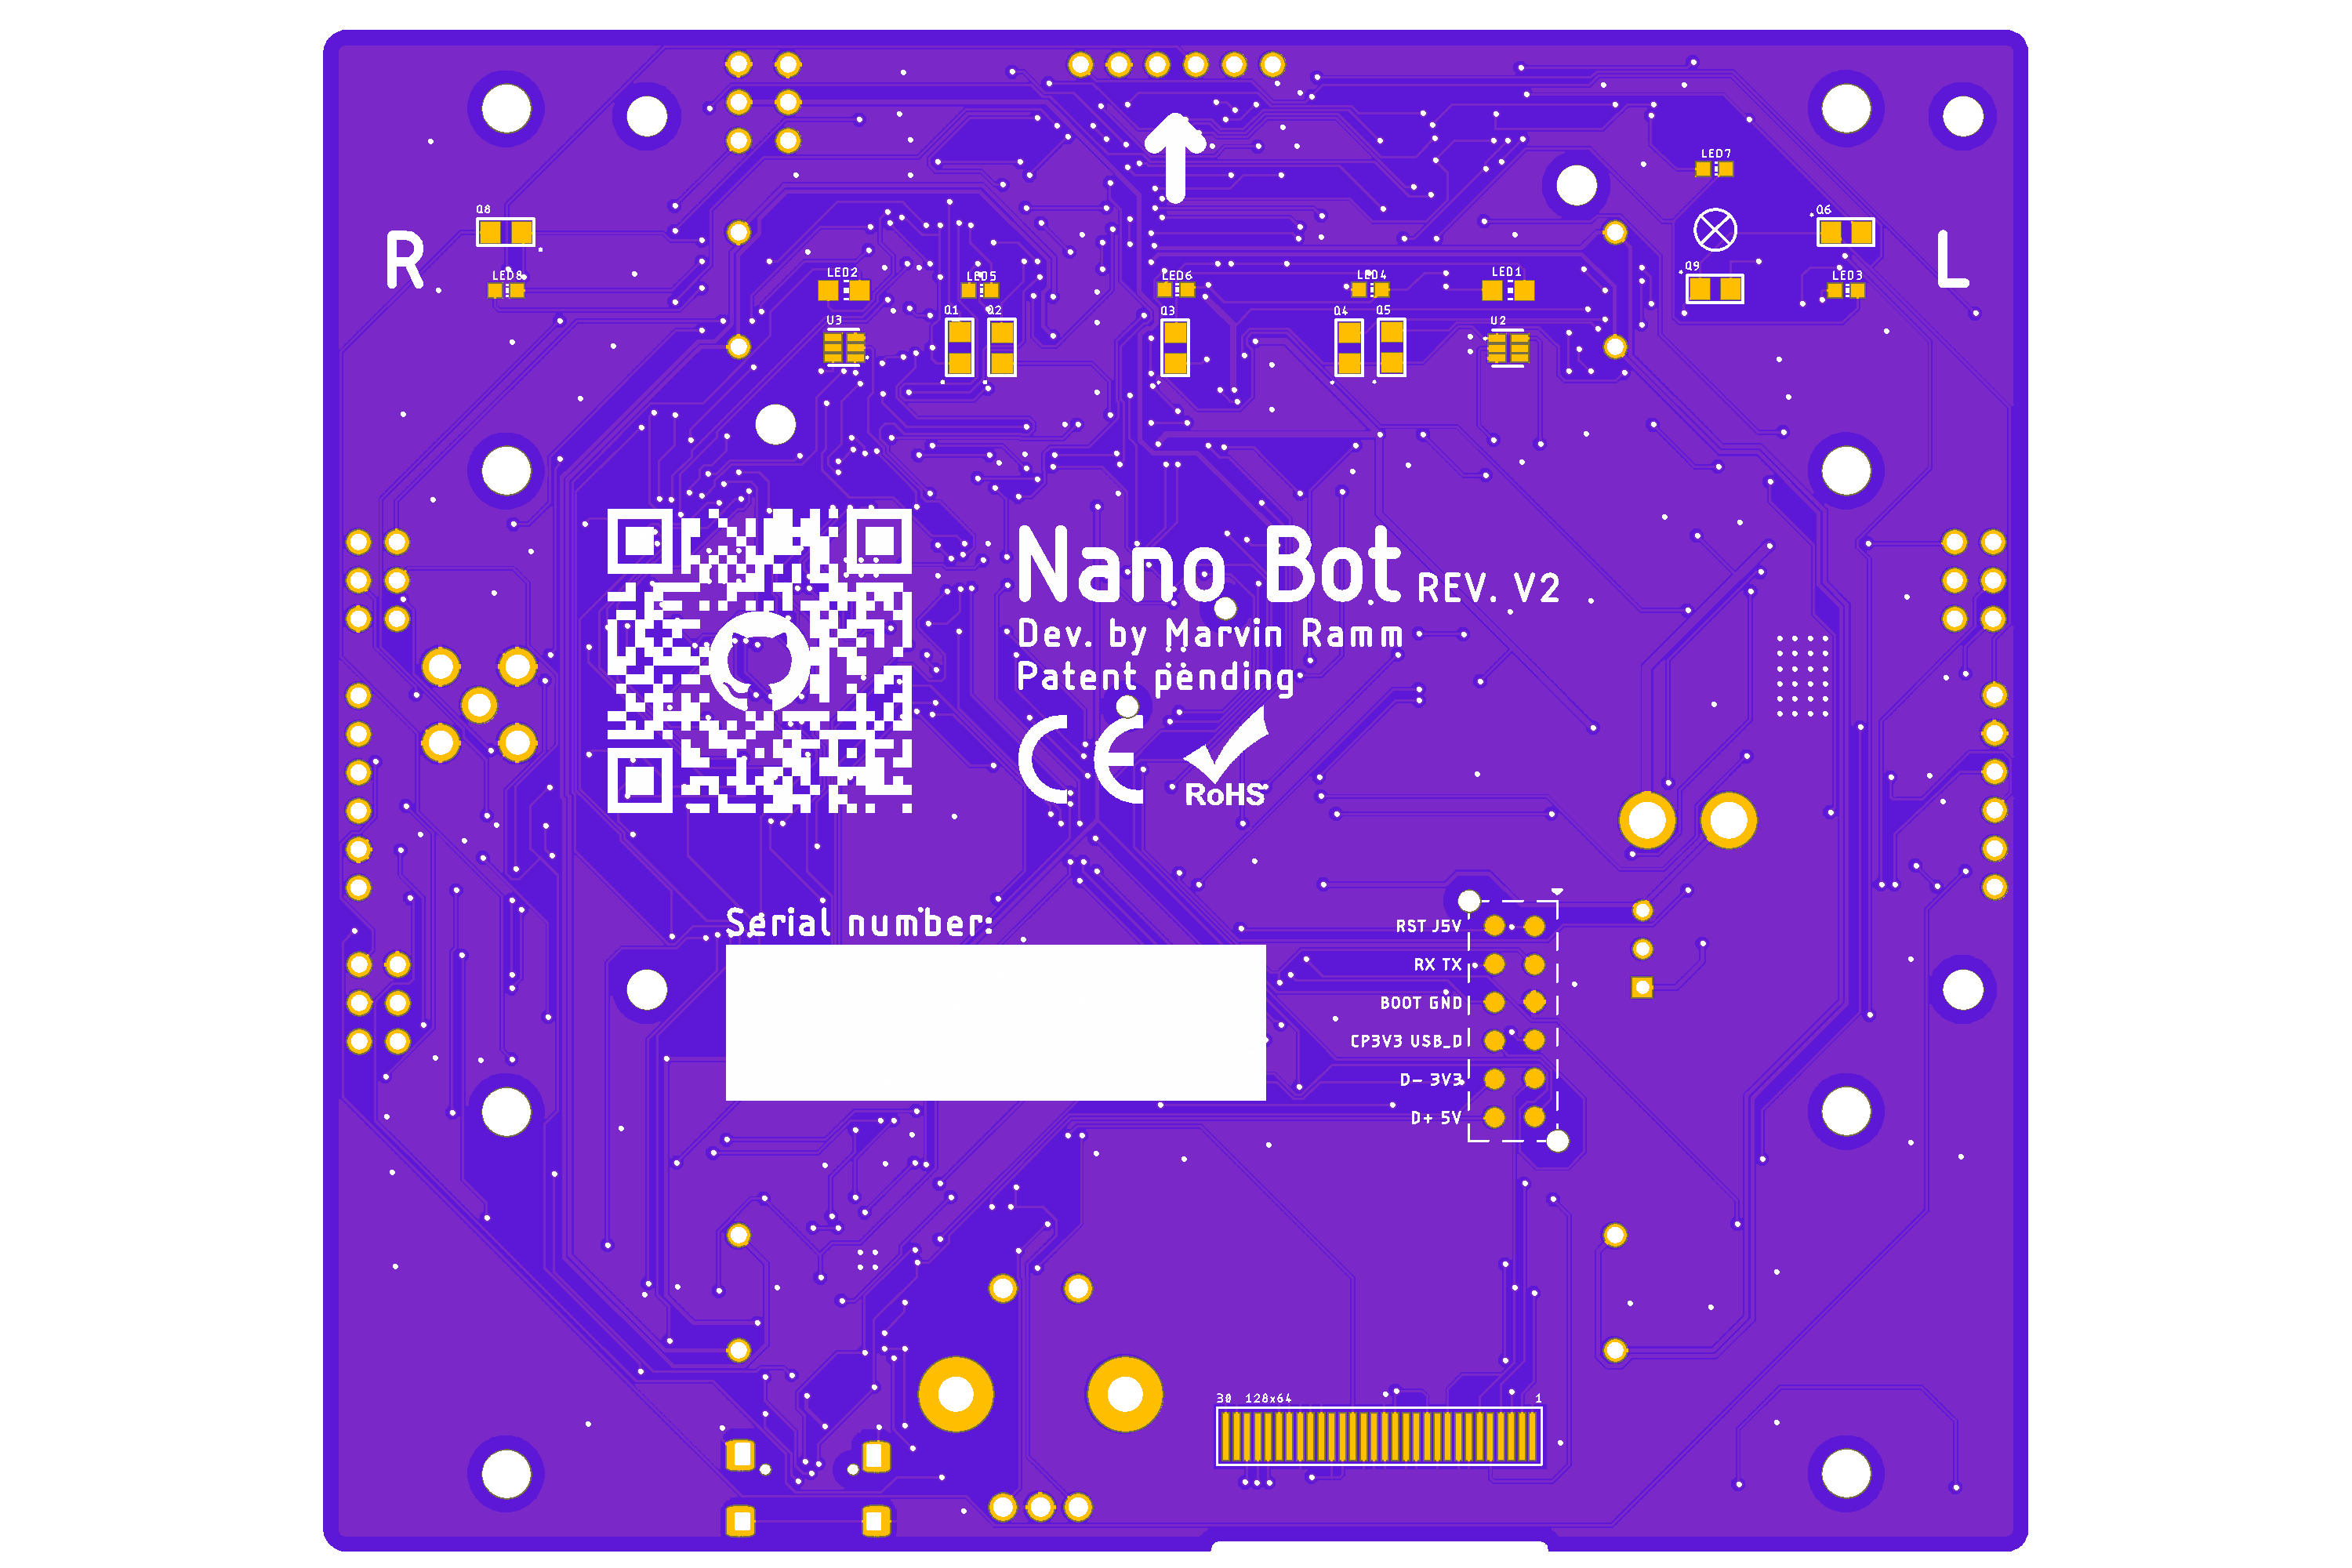 LED7
Q8
Q6
R
L
Q9
LED8
LED2
LED5
LED6
LED4
LED1
LED3
Q1
Q2
Q3
Q4
Q5
U3
U2
Nano Bot REV. V2
Dev. by Marvin Ramm
Patent pending
CE
RoHS
Serial number:
RST J5V
RX TX
BOOT GND
CP3V3 USB_D
D- 3V3
D+ 5V
30 128x64 1